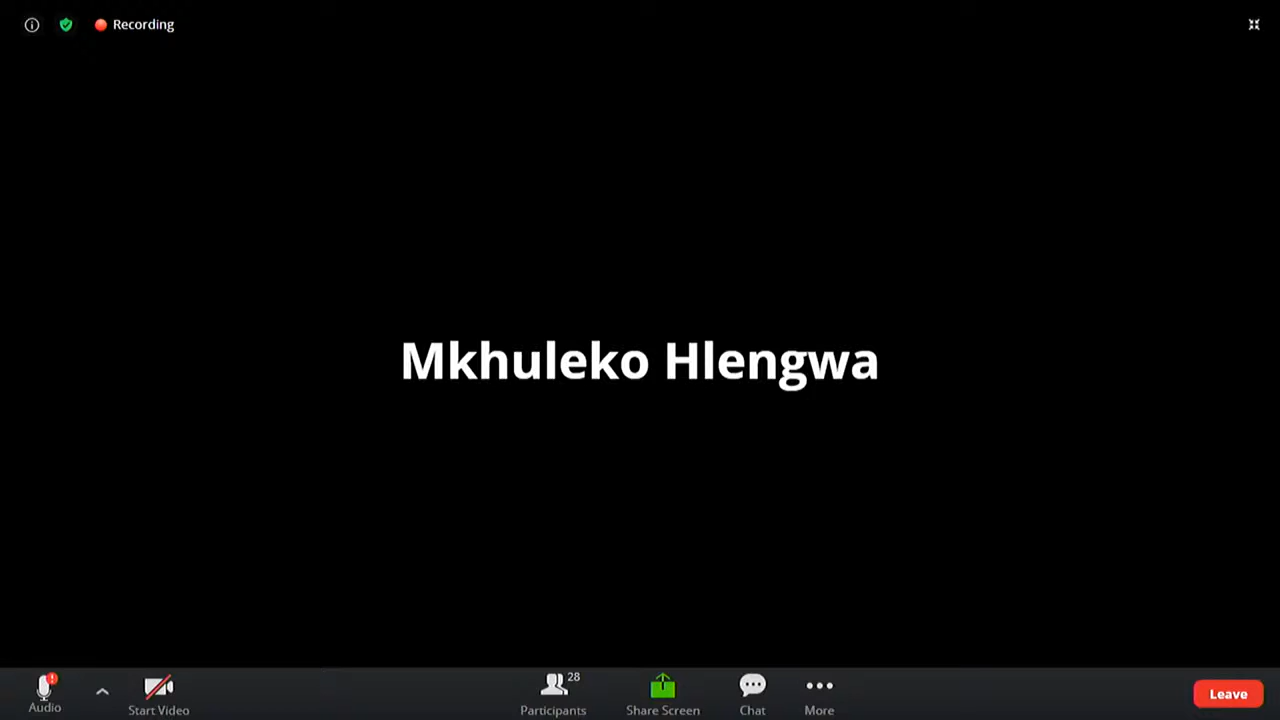 Recording
Mkhuleko Hlengwa
Audio
Start Video
Participants 28
Share Screen
Chat
More
Leave